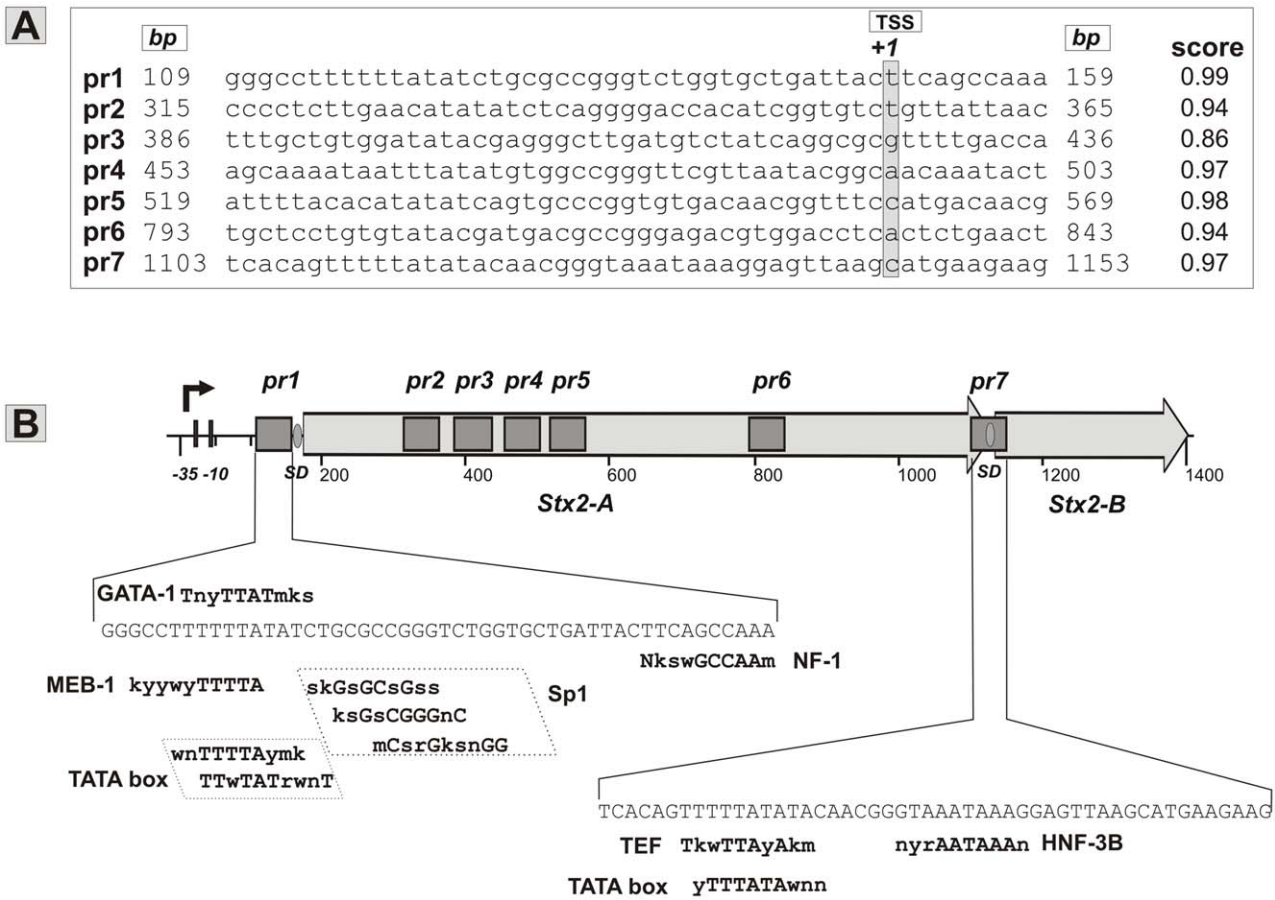 A
bp TSS bp
+1 score
pr1 109 gggcctttttttatatctgcgccgggtctggtgctgattacttcagccaaa 159 0.99
pr2 315 cccctcttgaacatatatctcaggggaccacatcggtgtctgttattaac 365 0.94
pr3 386 tttgctgtggatatacgagggcttgatgtctatcaggcgcgttttgacca 436 0.86
pr4 453 agcaaaataatttatatgtggccgggttcgttaatacggcaacaaatact 503 0.97
pr5 519 attttacacatatatcagtgcccggtgtgacaacggtttccatgacaacg 569 0.98
pr6 793 tgctcctgtgtatacgatgacgccgggagacgtggacctcactctgaact 843 0.94
pr7 1103 tcacagtttttatatacaacgggtaaataaaggagttaagcatgaagaag 1153 0.97
B
pr1 pr2 pr3 pr4 pr5 pr6 pr7
-35 -10 SD 200 400 600 800 1000 SD 1200 1400
Stx2-A Stx2-B
GATA-1 TnyTTATmks
GGGCCTTTTTTATATCTGCGCCGGGTCTGGTGCTGATTACTTCAGCCAAA
NkswGCCAAm NF-1
MEB-1 kyywyTTTTA skGsGCsGss Sp1
ksGsCGGGnC
mCsrGksnGG
wnTTTTAymk
TATA box TTwTATrwnT
TCACAGTTTTTATATACAACGGGTAAATAAAGGAGTTAAGCATGAAGAAG
TEF TkwTTAyAkm nyrAATAAAn HNF-3B
TATA box yTTTATAwnn